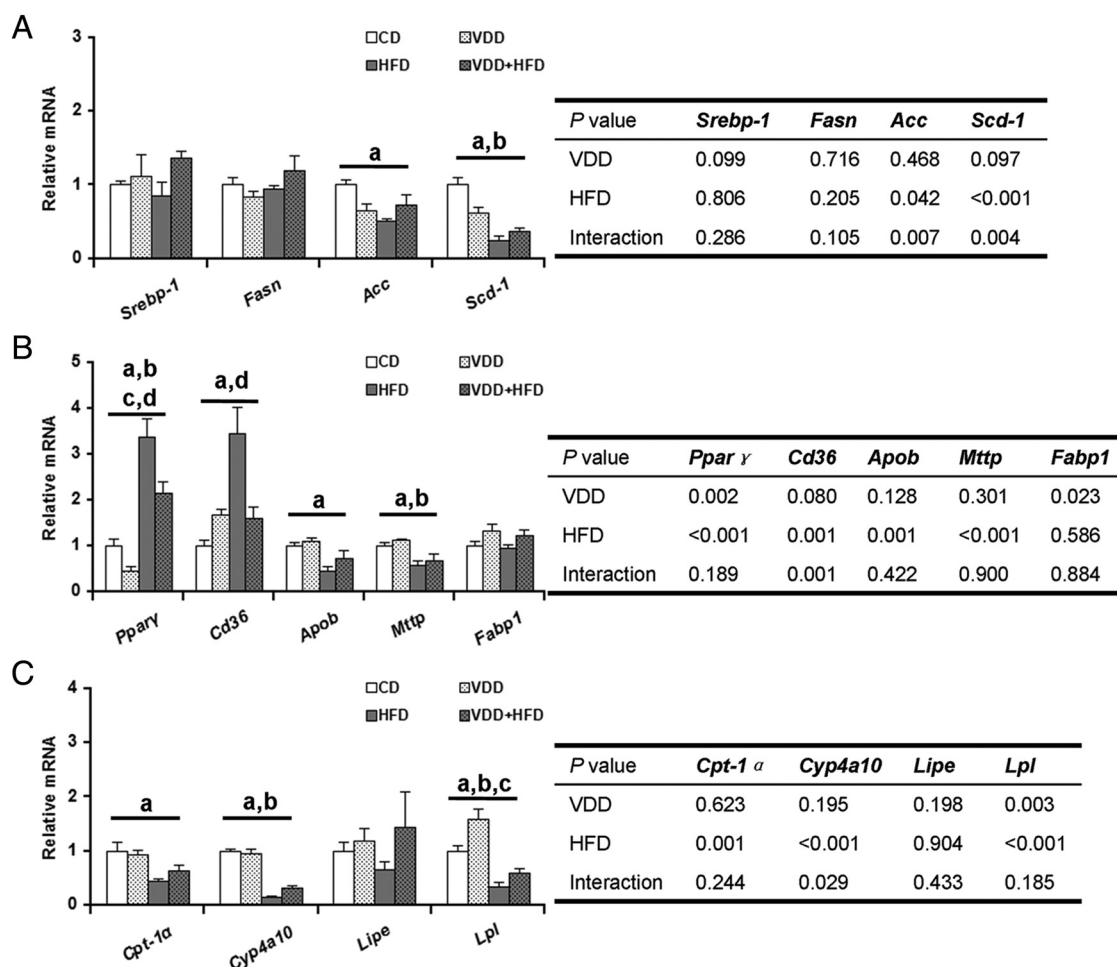 A
3
2
1
0
Relative mRNA
CD VDD
HFD VDD+HFD
a
a,b
Srebp-1 Fasn Acc Scd-1
P value Srebp-1 Fasn Acc Scd-1
VDD 0.099 0.716 0.468 0.097
HFD 0.806 0.205 0.042 <0.001
Interaction 0.286 0.105 0.007 0.004
B
5
4
3
2
1
0
Relative mRNA
CD VDD
HFD VDD+HFD
a,b
c,d
a,d
a
a,b
Pparγ Cd36 Apob Mttp Fabp1
P value Ppar γ Cd36 Apob Mttp Fabp1
VDD 0.002 0.080 0.128 0.301 0.023
HFD <0.001 0.001 0.001 <0.001 0.586
Interaction 0.189 0.001 0.422 0.900 0.884
C
4
3
2
1
0
Relative mRNA
CD VDD
HFD VDD+HFD
a
a,b
a,b,c
Cpt-1α Cyp4a10 Lipe Lpl
P value Cpt-1 α Cyp4a10 Lipe Lpl
VDD 0.623 0.195 0.198 0.003
HFD 0.001 <0.001 0.904 <0.001
Interaction 0.244 0.029 0.433 0.185